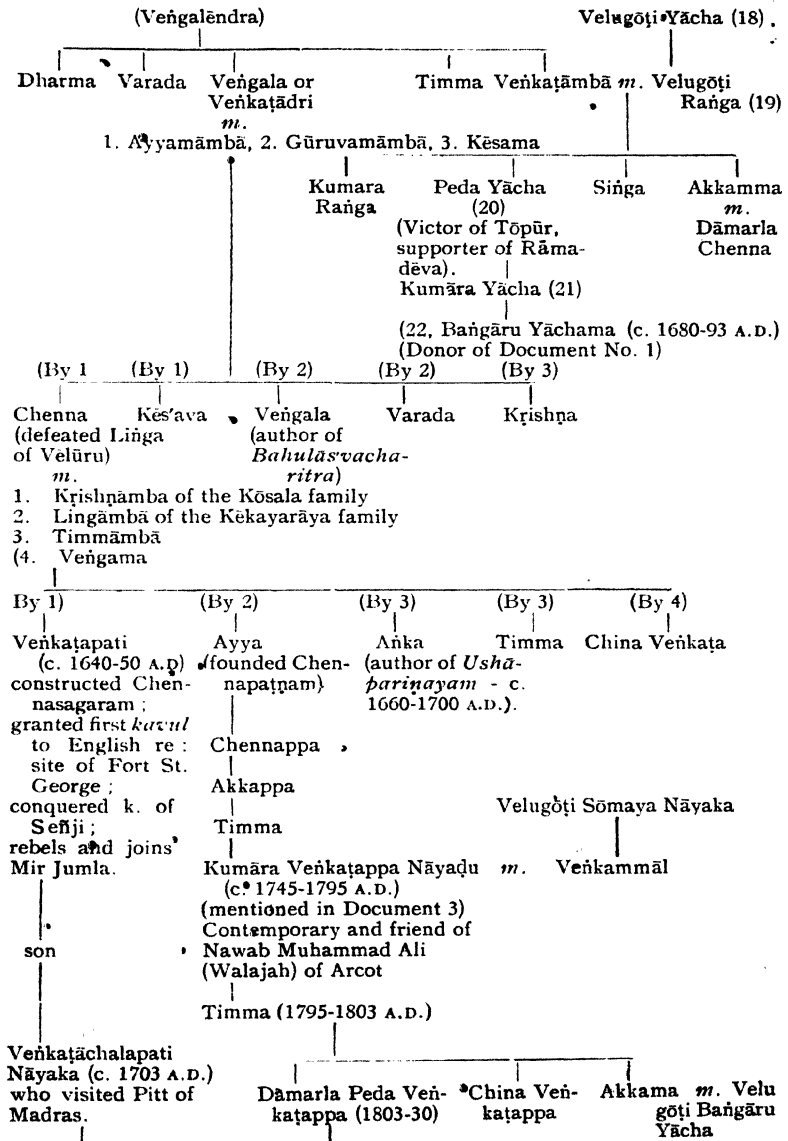 (Veṅgalēndra) Velugōṭi Yācha (18).
Dharma Varada Veṅgala or Timma Veṅkaṭāmbā m. Velugōṭi
Veṅkaṭādri Raṅga (19)
m.
1. Ayyamāmbā, 2. Gūruvamāmbā, 3. Kēsama
Kumara Peda Yācha Siṅga Akkamma
Raṅga (20) m.
(Victor of Tōpūr, Dāmarla
supporter of Rāma- Chenna
dēva).
Kumāra Yācha (21)
(22, Baṅgāru Yāchama (c. 1680-93 A.D.)
(Donor of Document No. 1)
(By 1 (By 1) (By 2) (By 2) (By 3)
Chenna Kēs'ava Veṅgala Varada Kṛishṇa
(defeated Liṅga (author of
of Vēlūru) Bahulās'vacha-
m. ritra)
1. Kṛishṇāmba of the Kōsala family
2. Lingāmbā of the Kēkayarāya family
3. Timmāmbā
(4. Veṅgama
By 1) (By 2) (By 3) (By 3) (By 4)
Veṅkaṭapati Ayya Aṅka Timma China Veṅkaṭa
(c. 1640-50 A.D) (founded Chen- (author of Ushā-
constructed Chen- napaṭṇam) pariṇayam - c.
nasagaram ; 1660-1700 A.D.).
granted first kavul
to English re : Chennappa
site of Fort St.
George ; Akkappa
conquered k. of Velugōṭi Sōmaya Nāyaka
Señji ; Timma
rebels and joins
Mir Jumla. Kumāra Veṅkaṭappa Nāyaḍu m. Veṅkammāl
(c. 1745-1795 A.D.)
(mentioned in Document 3)
Contemporary and friend of
son Nawab Muhammad Ali
(Walajah) of Arcot
Timma (1795-1803 A.D.)
Veṅkaṭāchalapati
Nāyaka (c. 1703 A.D.)
who visited Pitt of Dāmarla Peda Veṅ- China Veṅ- Akkama m. Velu
Madras. kaṭappa (1803-30) kaṭappa gōṭi Baṅgāru
Yācha